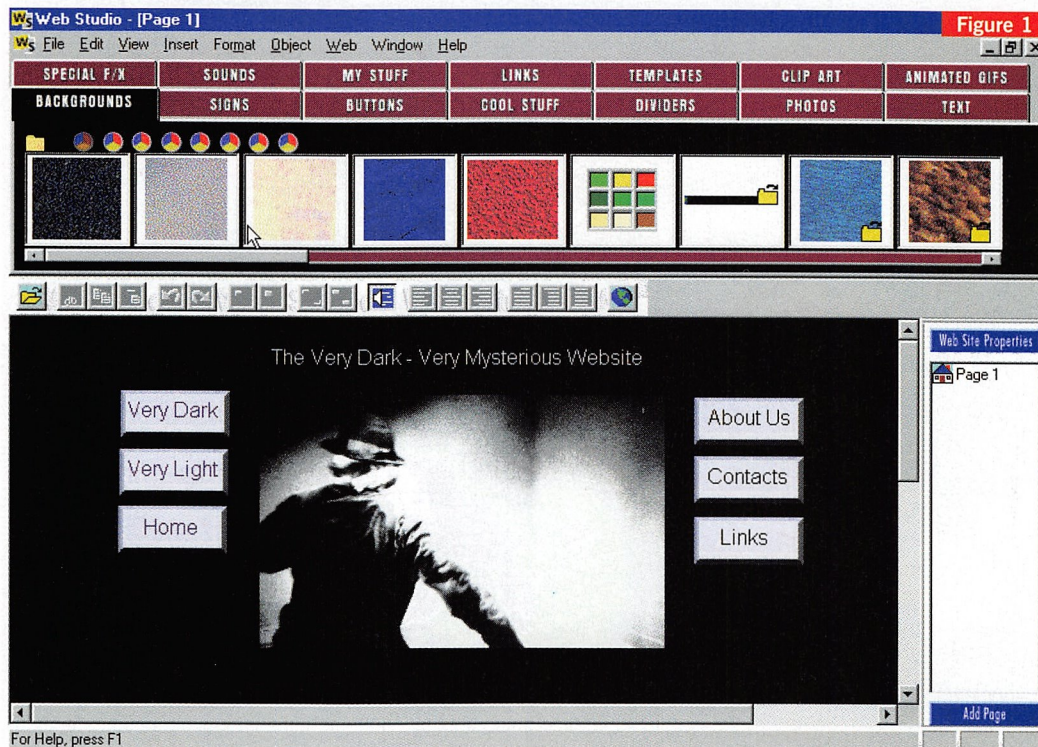 Web Studio - [Page 1]
Figure 1
File Edit View Insert Format Object Web Window Help
SPECIAL F/X SOUNDS MY STUFF LINKS TEMPLATES CLIP ART ANIMATED GIFS
BACKGROUNDS SIGNS BUTTONS COOL STUFF DIVIDERS PHOTOS TEXT
Web Site Properties
Page 1
The Very Dark - Very Mysterious Website
Very Dark
Very Light
Home
About Us
Contacts
Links
Add Page
For Help, press F1